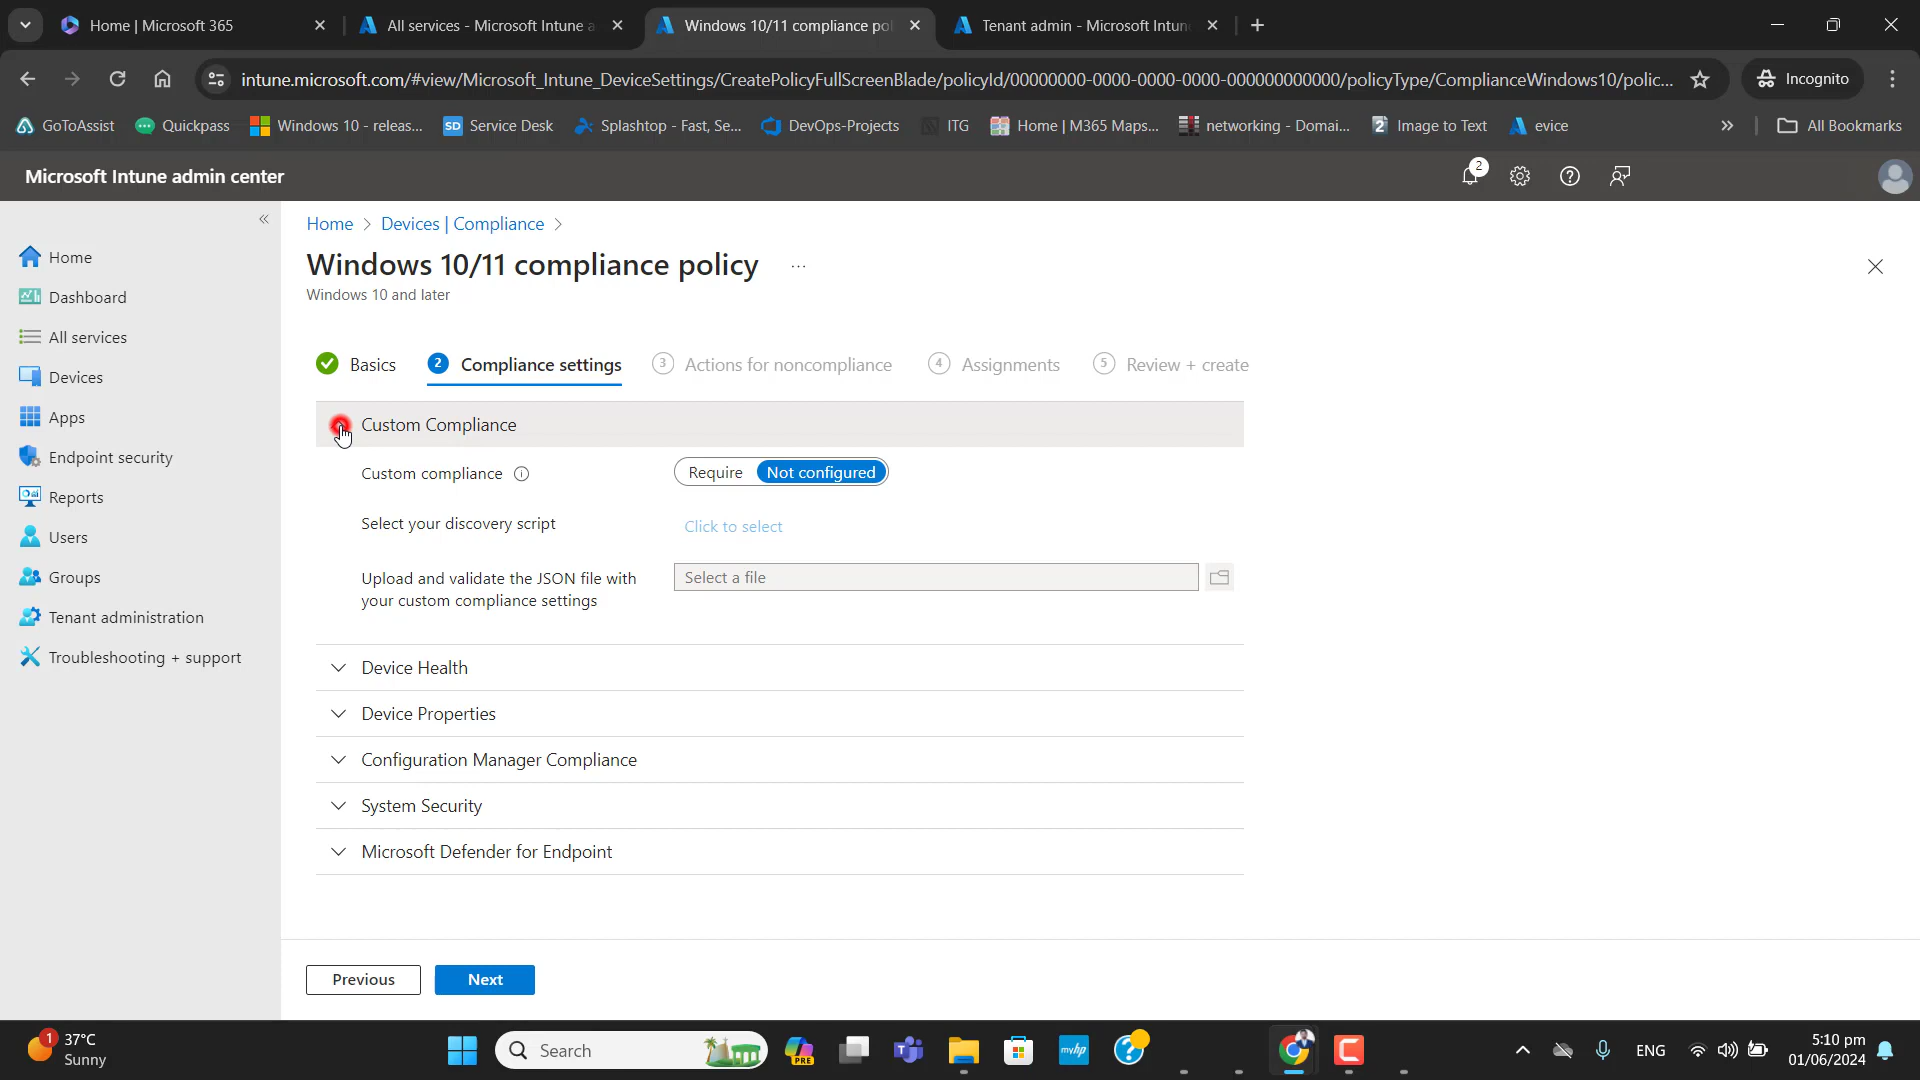 Home | Microsoft 365
All services - Microsoft Intune a
Windows 10/11 compliance pol
Tenant admin - Microsoft Intun
intune.microsoft.com/#view/Microsoft_Intune_DeviceSettings/CreatePolicyFullScreenBlade/policyId/00000000-0000-0000-0000-000000000000/policyType/ComplianceWindows10/polic...
Incognito
GoToAssist
Quickpass
Windows 10 - releas...
SD Service Desk
Splashtop - Fast, Se...
DevOps-Projects
ITG
Home | M365 Maps...
networking - Domai...
2 Image to Text
evice
All Bookmarks
Microsoft Intune admin center
2
Home
Dashboard
All services
Devices
Apps
Endpoint security
Reports
Users
Groups
Tenant administration
Troubleshooting + support
Home > Devices | Compliance >
Windows 10/11 compliance policy ...
Windows 10 and later
Basics
2 Compliance settings
3 Actions for noncompliance
4 Assignments
5 Review + create
Custom Compliance
Custom compliance
Require
Not configured
Select your discovery script
Click to select
Upload and validate the JSON file with
your custom compliance settings
Select a file
Device Health
Device Properties
Configuration Manager Compliance
System Security
Microsoft Defender for Endpoint
Previous
Next
1
37°C
Sunny
Search
PRE
myhp
ENG
5:10 pm
01/06/2024